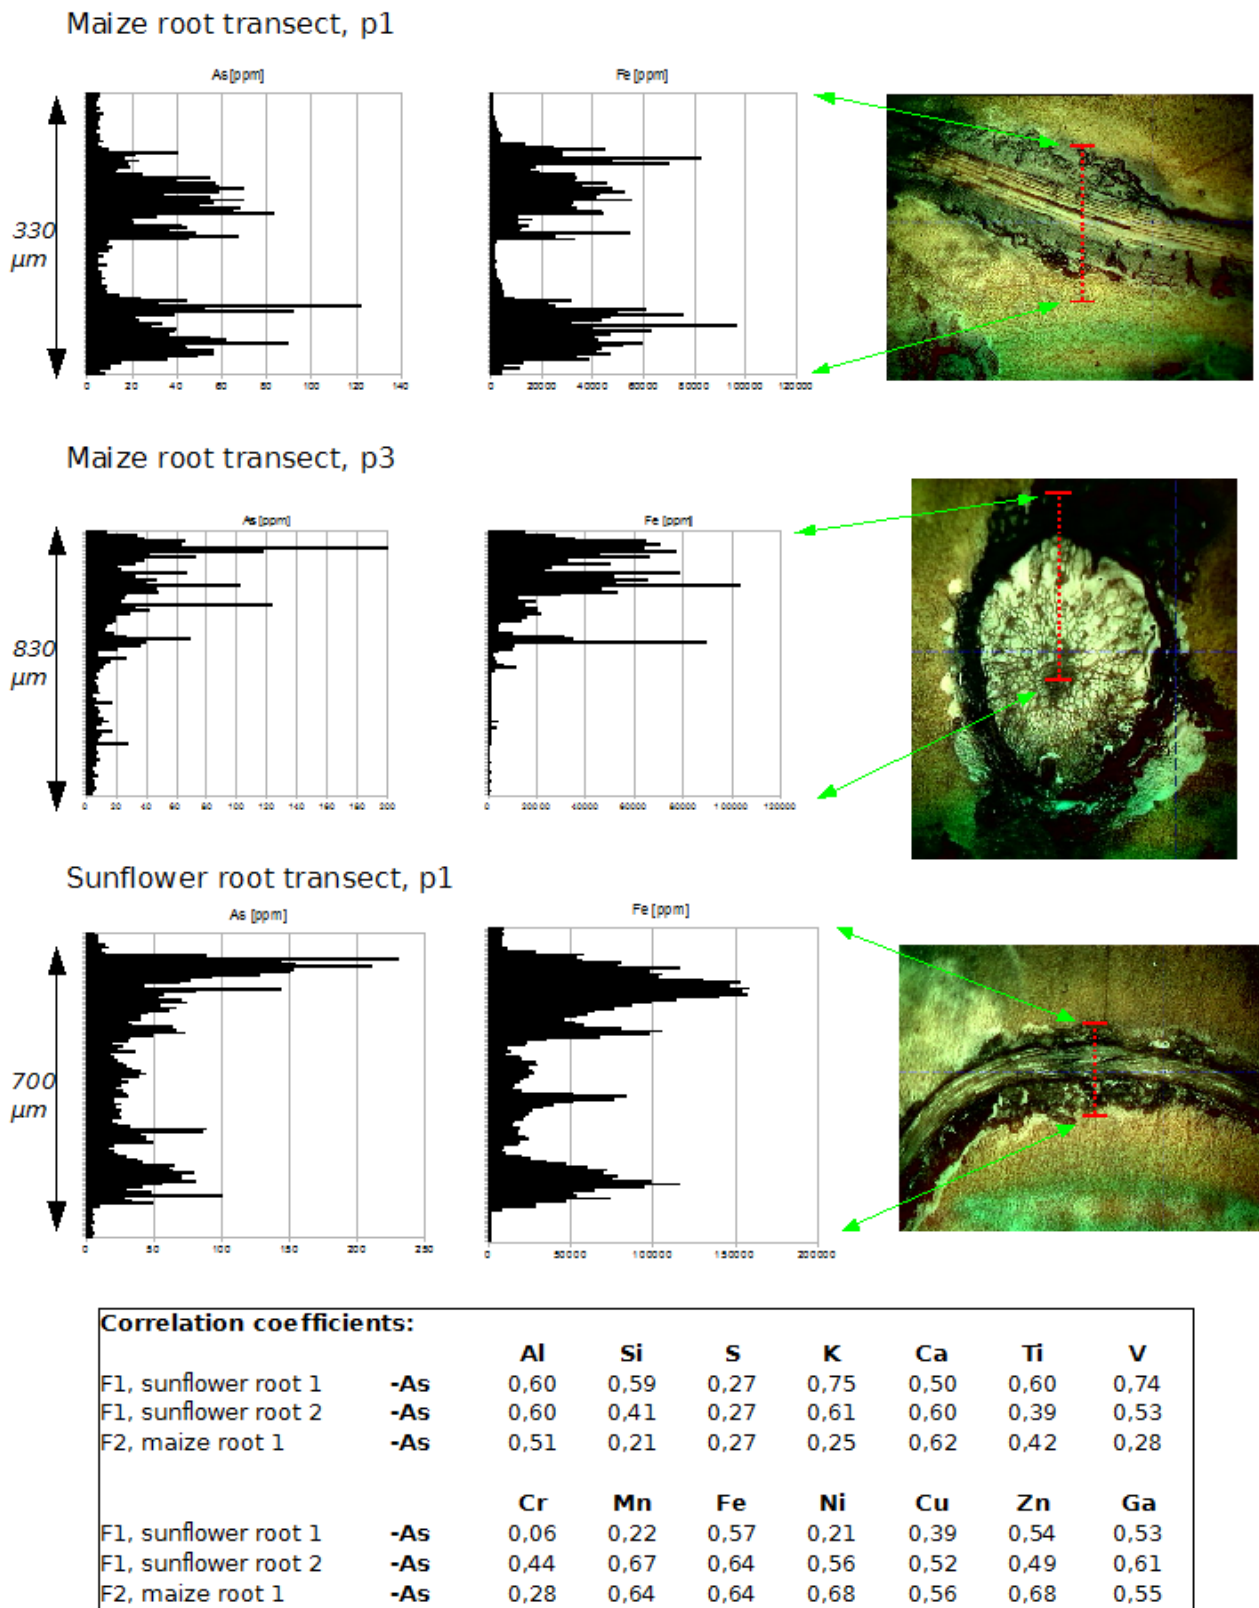 Maize root transect, p1
As[ppm] Fe [ppm]
330 µm
0 20 40 60 80 100 120 140
0 20000 40000 60000 80000 100000 120000
Maize root transect, p3
As [ppm] Fe [ppm]
830 µm
0 20 40 60 80 100 120 140 160 180 200
0 20000 40000 60000 80000 100000 120000
Sunflower root transect, p1
As [ppm] Fe [ppm]
700 µm
0 50 100 150 200 250
0 50000 100000 150000 200000
Correlation coefficients:
Al Si S K Ca Ti V
F1, sunflower root 1 -As 0,60 0,59 0,27 0,75 0,50 0,60 0,74
F1, sunflower root 2 -As 0,60 0,41 0,27 0,61 0,60 0,39 0,53
F2, maize root 1 -As 0,51 0,21 0,27 0,25 0,62 0,42 0,28
Cr Mn Fe Ni Cu Zn Ga
F1, sunflower root 1 -As 0,06 0,22 0,57 0,21 0,39 0,54 0,53
F1, sunflower root 2 -As 0,44 0,67 0,64 0,56 0,52 0,49 0,61
F2, maize root 1 -As 0,28 0,64 0,64 0,68 0,56 0,68 0,55